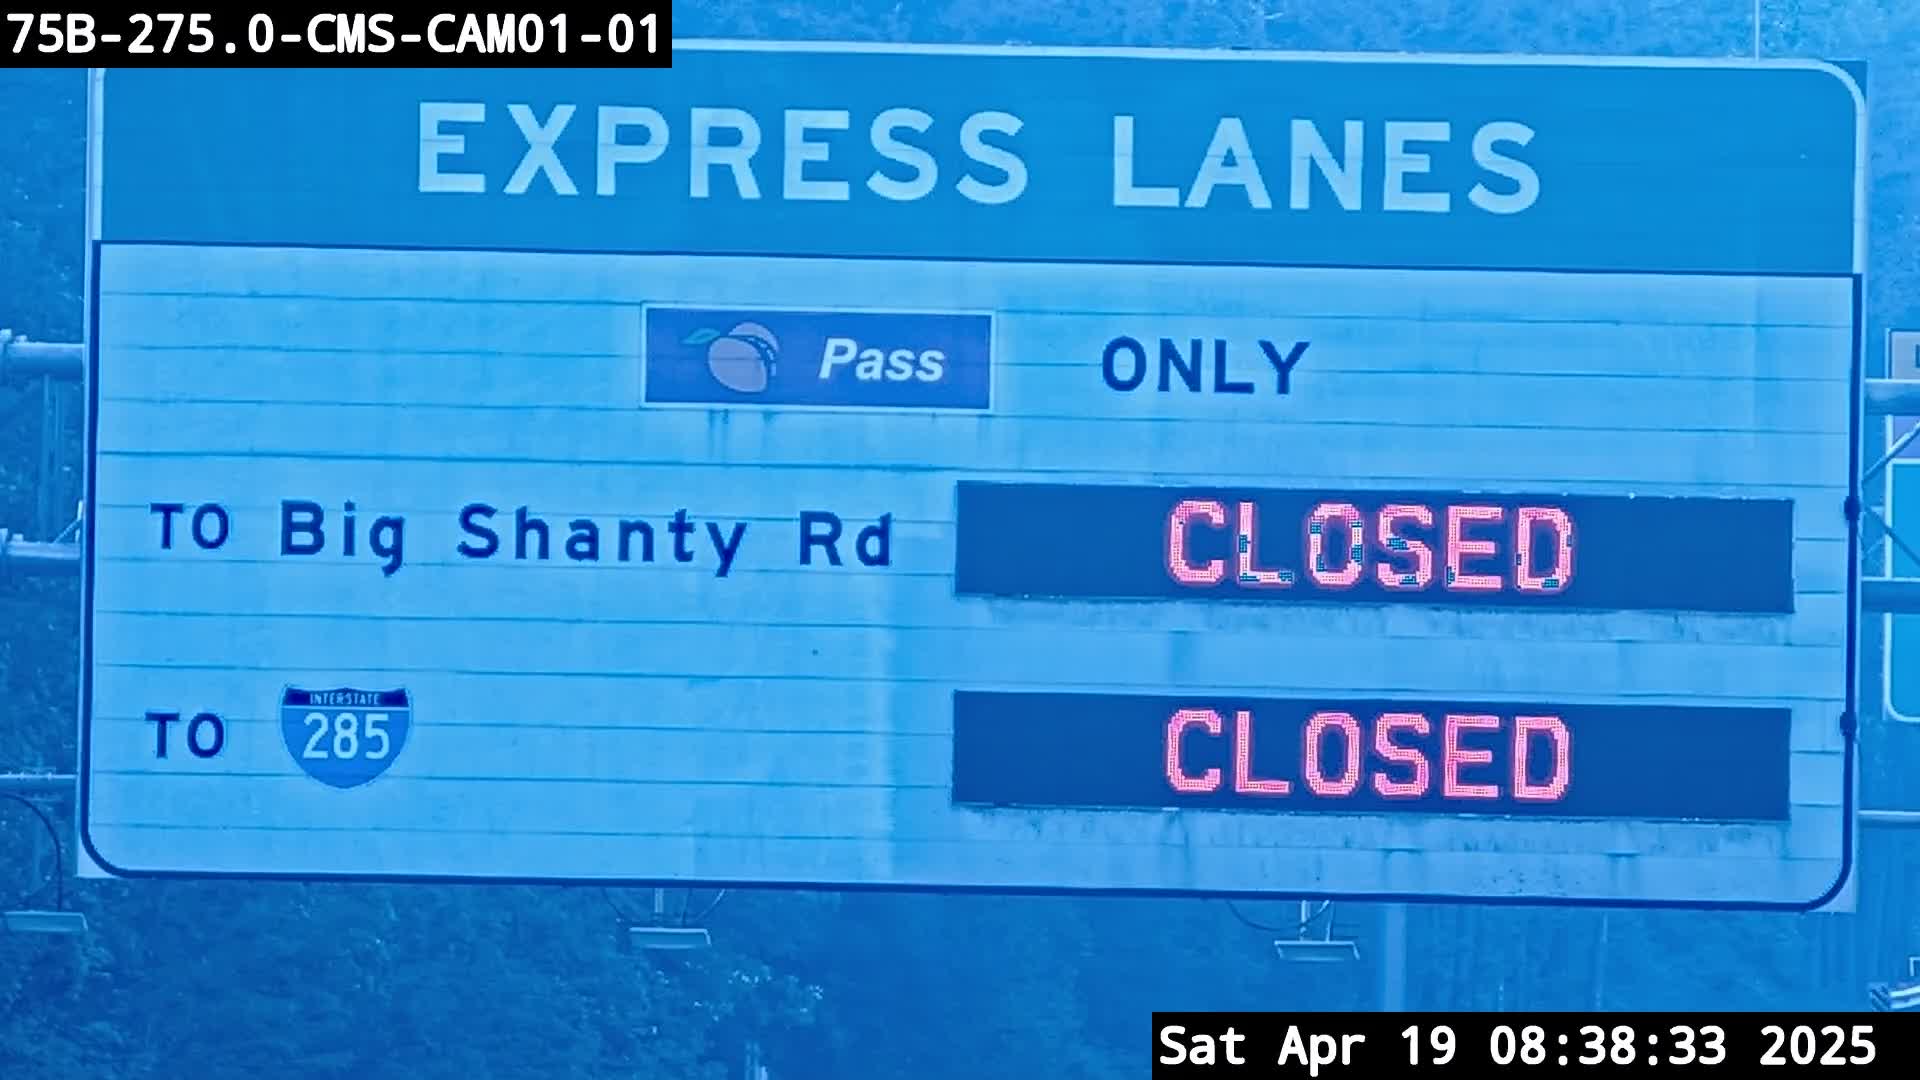 75B-275.0-CMS-CAM01-01
EXPRESS LANES
Pass ONLY
TO Big Shanty Rd CLOSED
INTERSTATE
TO 285 CLOSED
Sat Apr 19 08:38:33 2025